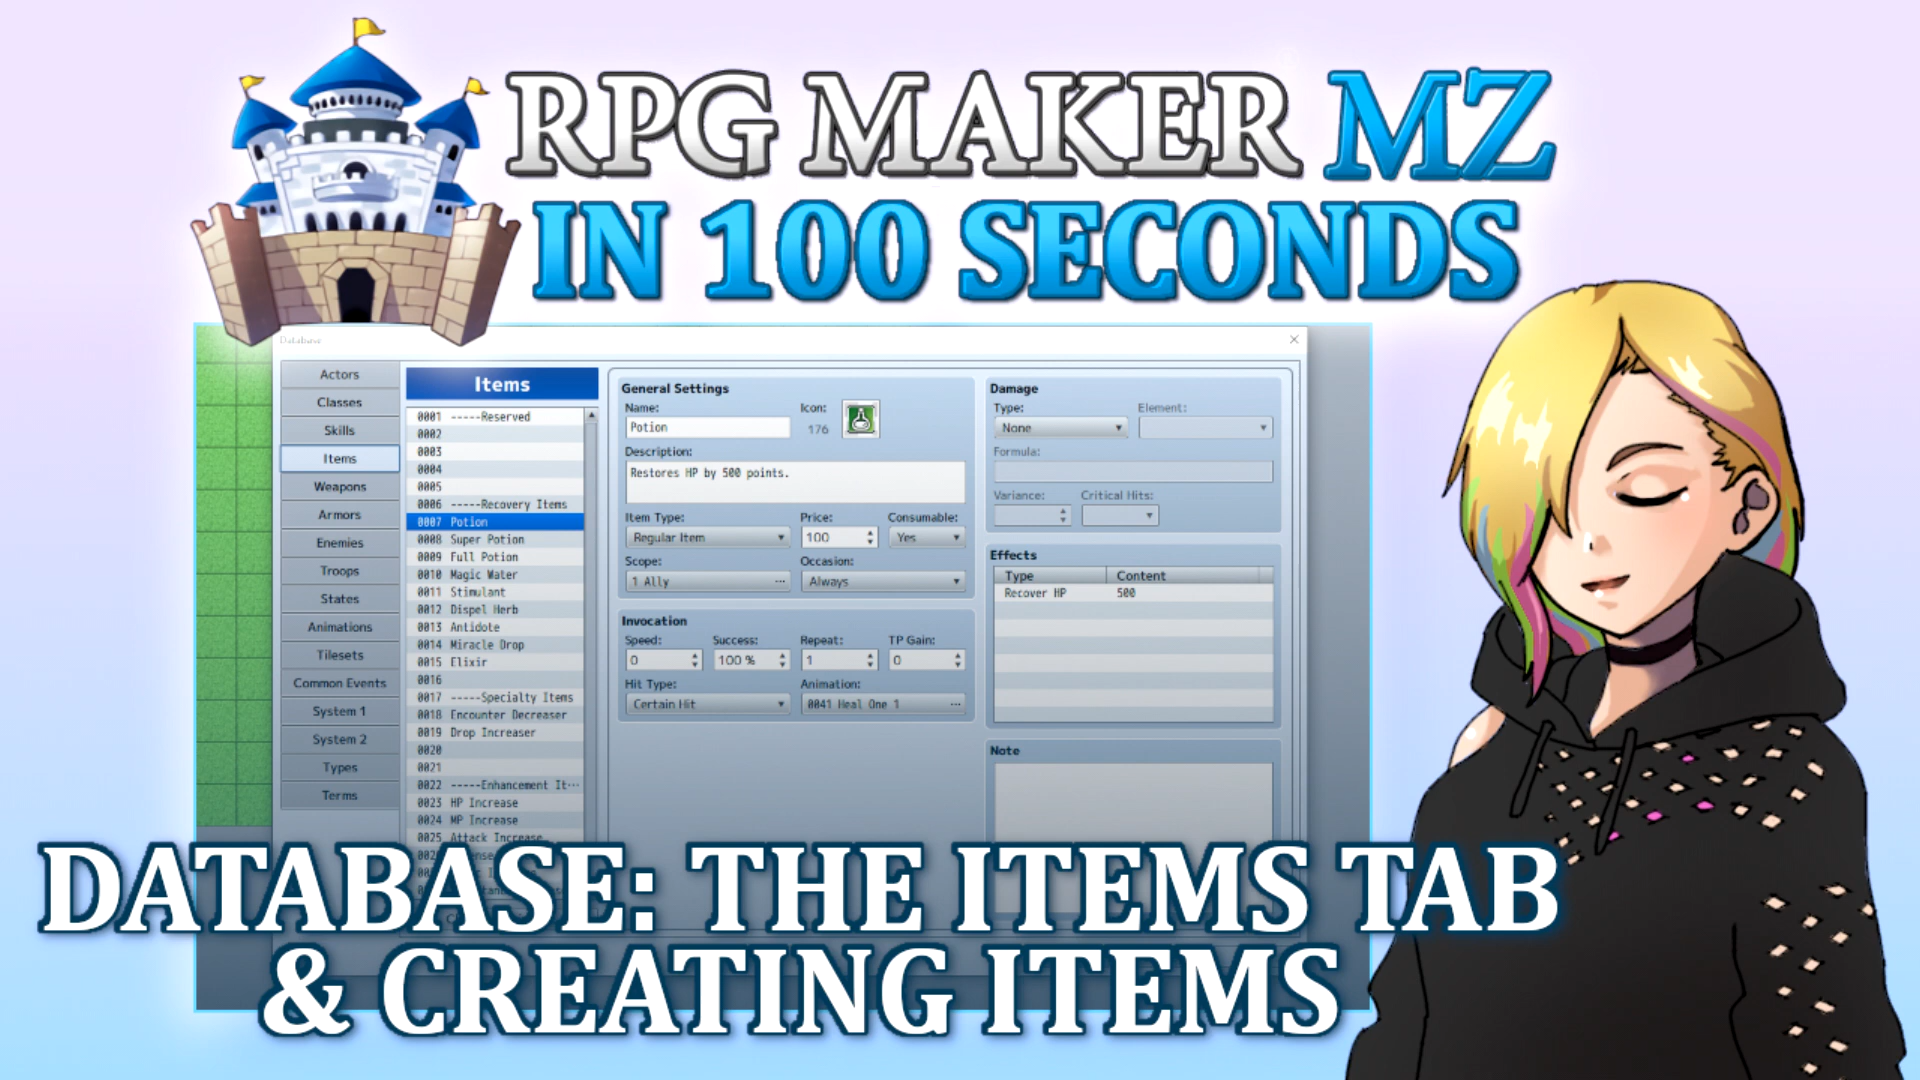 RPG MAKER MZ
IN 100 SECONDS
Database
Actors
Classes
Skills
Items
Weapons
Armors
Enemies
Troops
States
Animations
Tilesets
Common Events
System 1
System 2
Types
Terms
Items
0001 -----Reserved
0002
0003
0004
0005
0006 -----Recovery Items
0007 Potion
0008 Super Potion
0009 Full Potion
0010 Magic Water
0011 Stimulant
0012 Dispel Herb
0013 Antidote
0014 Miracle Drop
0015 Elixir
0016
0017 -----Specialty Items
0018 Encounter Decreaser
0019 Drop Increaser
0020
0021
0022 -----Enhancement It...
0023 HP Increase
0024 MP Increase
0025 Attack Increase
General Settings
Name: Icon:
Potion 176
Description:
Restores HP by 500 points.
Item Type: Price: Consumable:
Regular Item 100 Yes
Scope: Occasion:
1 Ally ... Always
Invocation
Speed: Success: Repeat: TP Gain:
0 100 % 1 0
Hit Type: Animation:
Certain Hit 0041 Heal One 1 ...
Damage
Type: Element:
None
Formula:
Variance: Critical Hits:
Effects
Type Content
Recover HP 500
Note
DATABASE: THE ITEMS TAB
& CREATING ITEMS